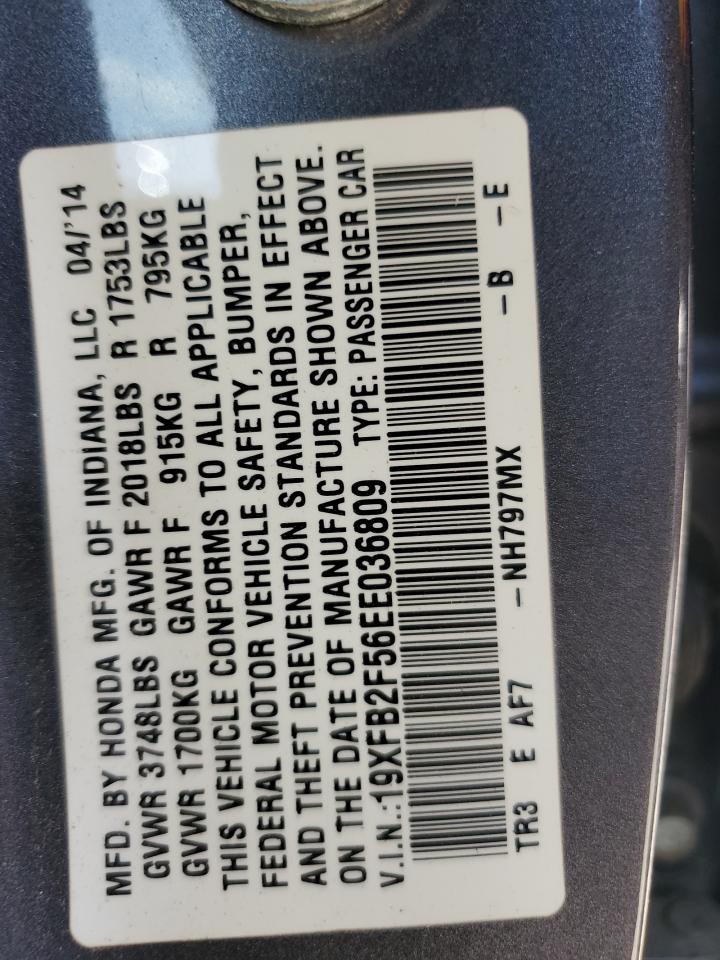 MFD. BY HONDA MFG. OF INDIANA, LLC 04/'14
GVWR 3748LBS GAWR F 2018LBS R 1753LBS
GVWR 1700KG GAWR F 915KG R 795KG
THIS VEHICLE CONFORMS TO ALL APPLICABLE
FEDERAL MOTOR VEHICLE SAFETY, BUMPER,
AND THEFT PREVENTION STANDARDS IN EFFECT
ON THE DATE OF MANUFACTURE SHOWN ABOVE.
V.I.N.:19XFB2F56EE036809 TYPE: PASSENGER CAR
TR3 E AF7 -NH797MX -B -E